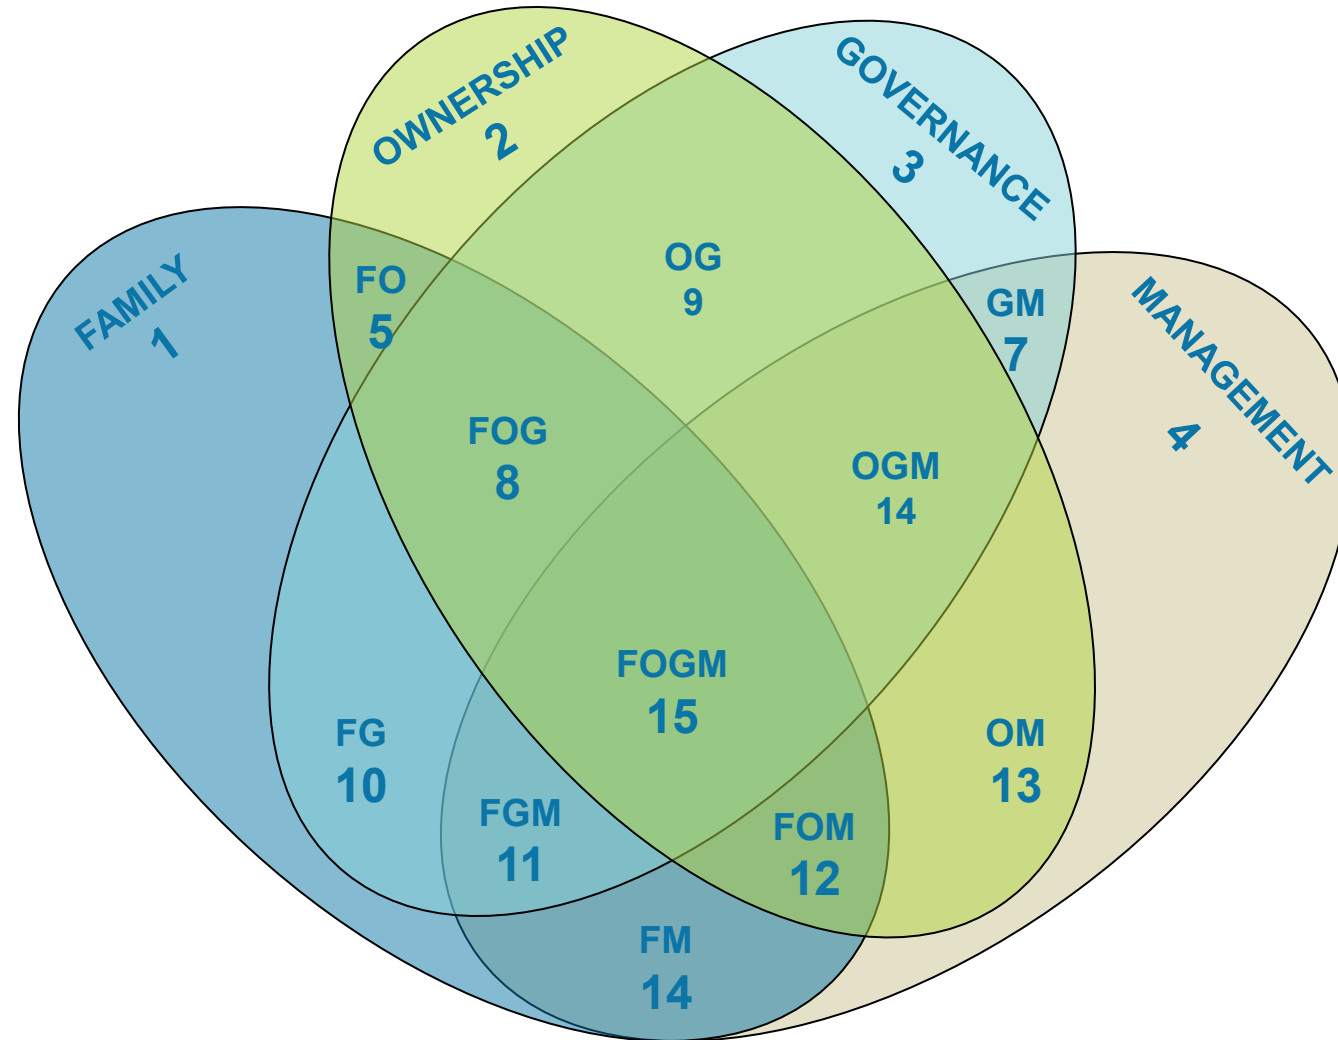 OWNERSHIP
2
GOVERNANCE
3
FAMILY
1
FO
5
OG
9
GM
7
MANAGEMENT
4
FOG
8
OGM
14
FOGM
15
FG
10
OM
13
FGM
11
FOM
12
FM
14